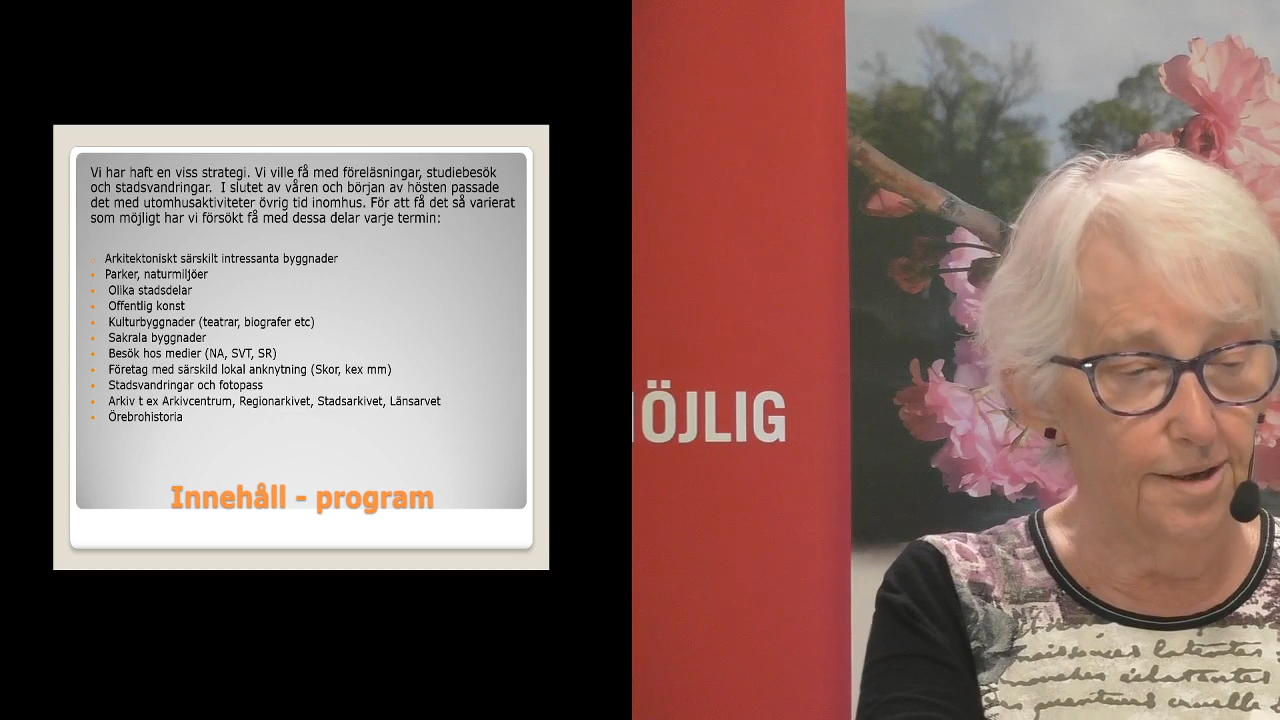 Vi har haft en viss strategi. Vi ville få med föreläsningar, studiebesök
och stadsvandringar. I slutet av våren och början av hösten passade
det med utomhusaktiviteter övrig tid inomhus. För att få det så varierat
som möjligt har vi försökt få med dessa delar varje termin:
Arkitektoniskt särskilt intressanta byggnader
Parker, naturmiljöer
Olika stadsdelar
Offentlig konst
Kulturbyggnader (teatrar, biografer etc)
Sakrala byggnader
Besök hos medier (NA, SVT, SR)
Företag med särskild lokal anknytning (Skor, kex mm)
Stadsvandringar och fotopass
Arkiv t ex Arkivcentrum, Regionarkivet, Stadsarkivet, Länsarvet
Örebrohistoria
Innehåll - program
ÖJLIG